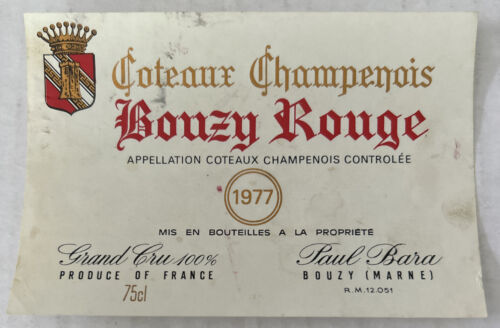 Coteaux Champenois
Bouzy Rouge
APPELLATION COTEAUX CHAMPENOIS CONTROLÉE
1977
MIS EN BOUTEILLES A LA PROPRIÉTÉ
Grand Cru 100%
PRODUCE OF FRANCE
75cl
Paul Bara
BOUZY (MARNE)
R.M.12.051